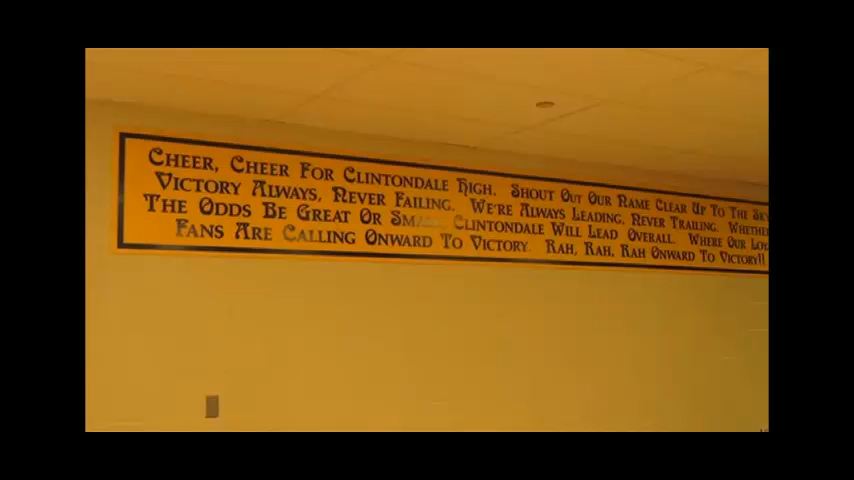 CHEER, CHEER FOR CLINTONDALE HIGH. SHOUT OUT OUR NAME CLEAR UP TO THE SKY
VICTORY ALWAYS, NEVER FAILING. WE'RE ALWAYS LEADING, NEVER TRAILING. WHETHER
THE ODDS BE GREAT OR SMALL, CLINTONDALE WILL LEAD OVERALL. WHERE OUR LOY
FANS ARE CALLING ONWARD TO VICTORY. RAH, RAH, RAH ONWARD TO VICTORY!!